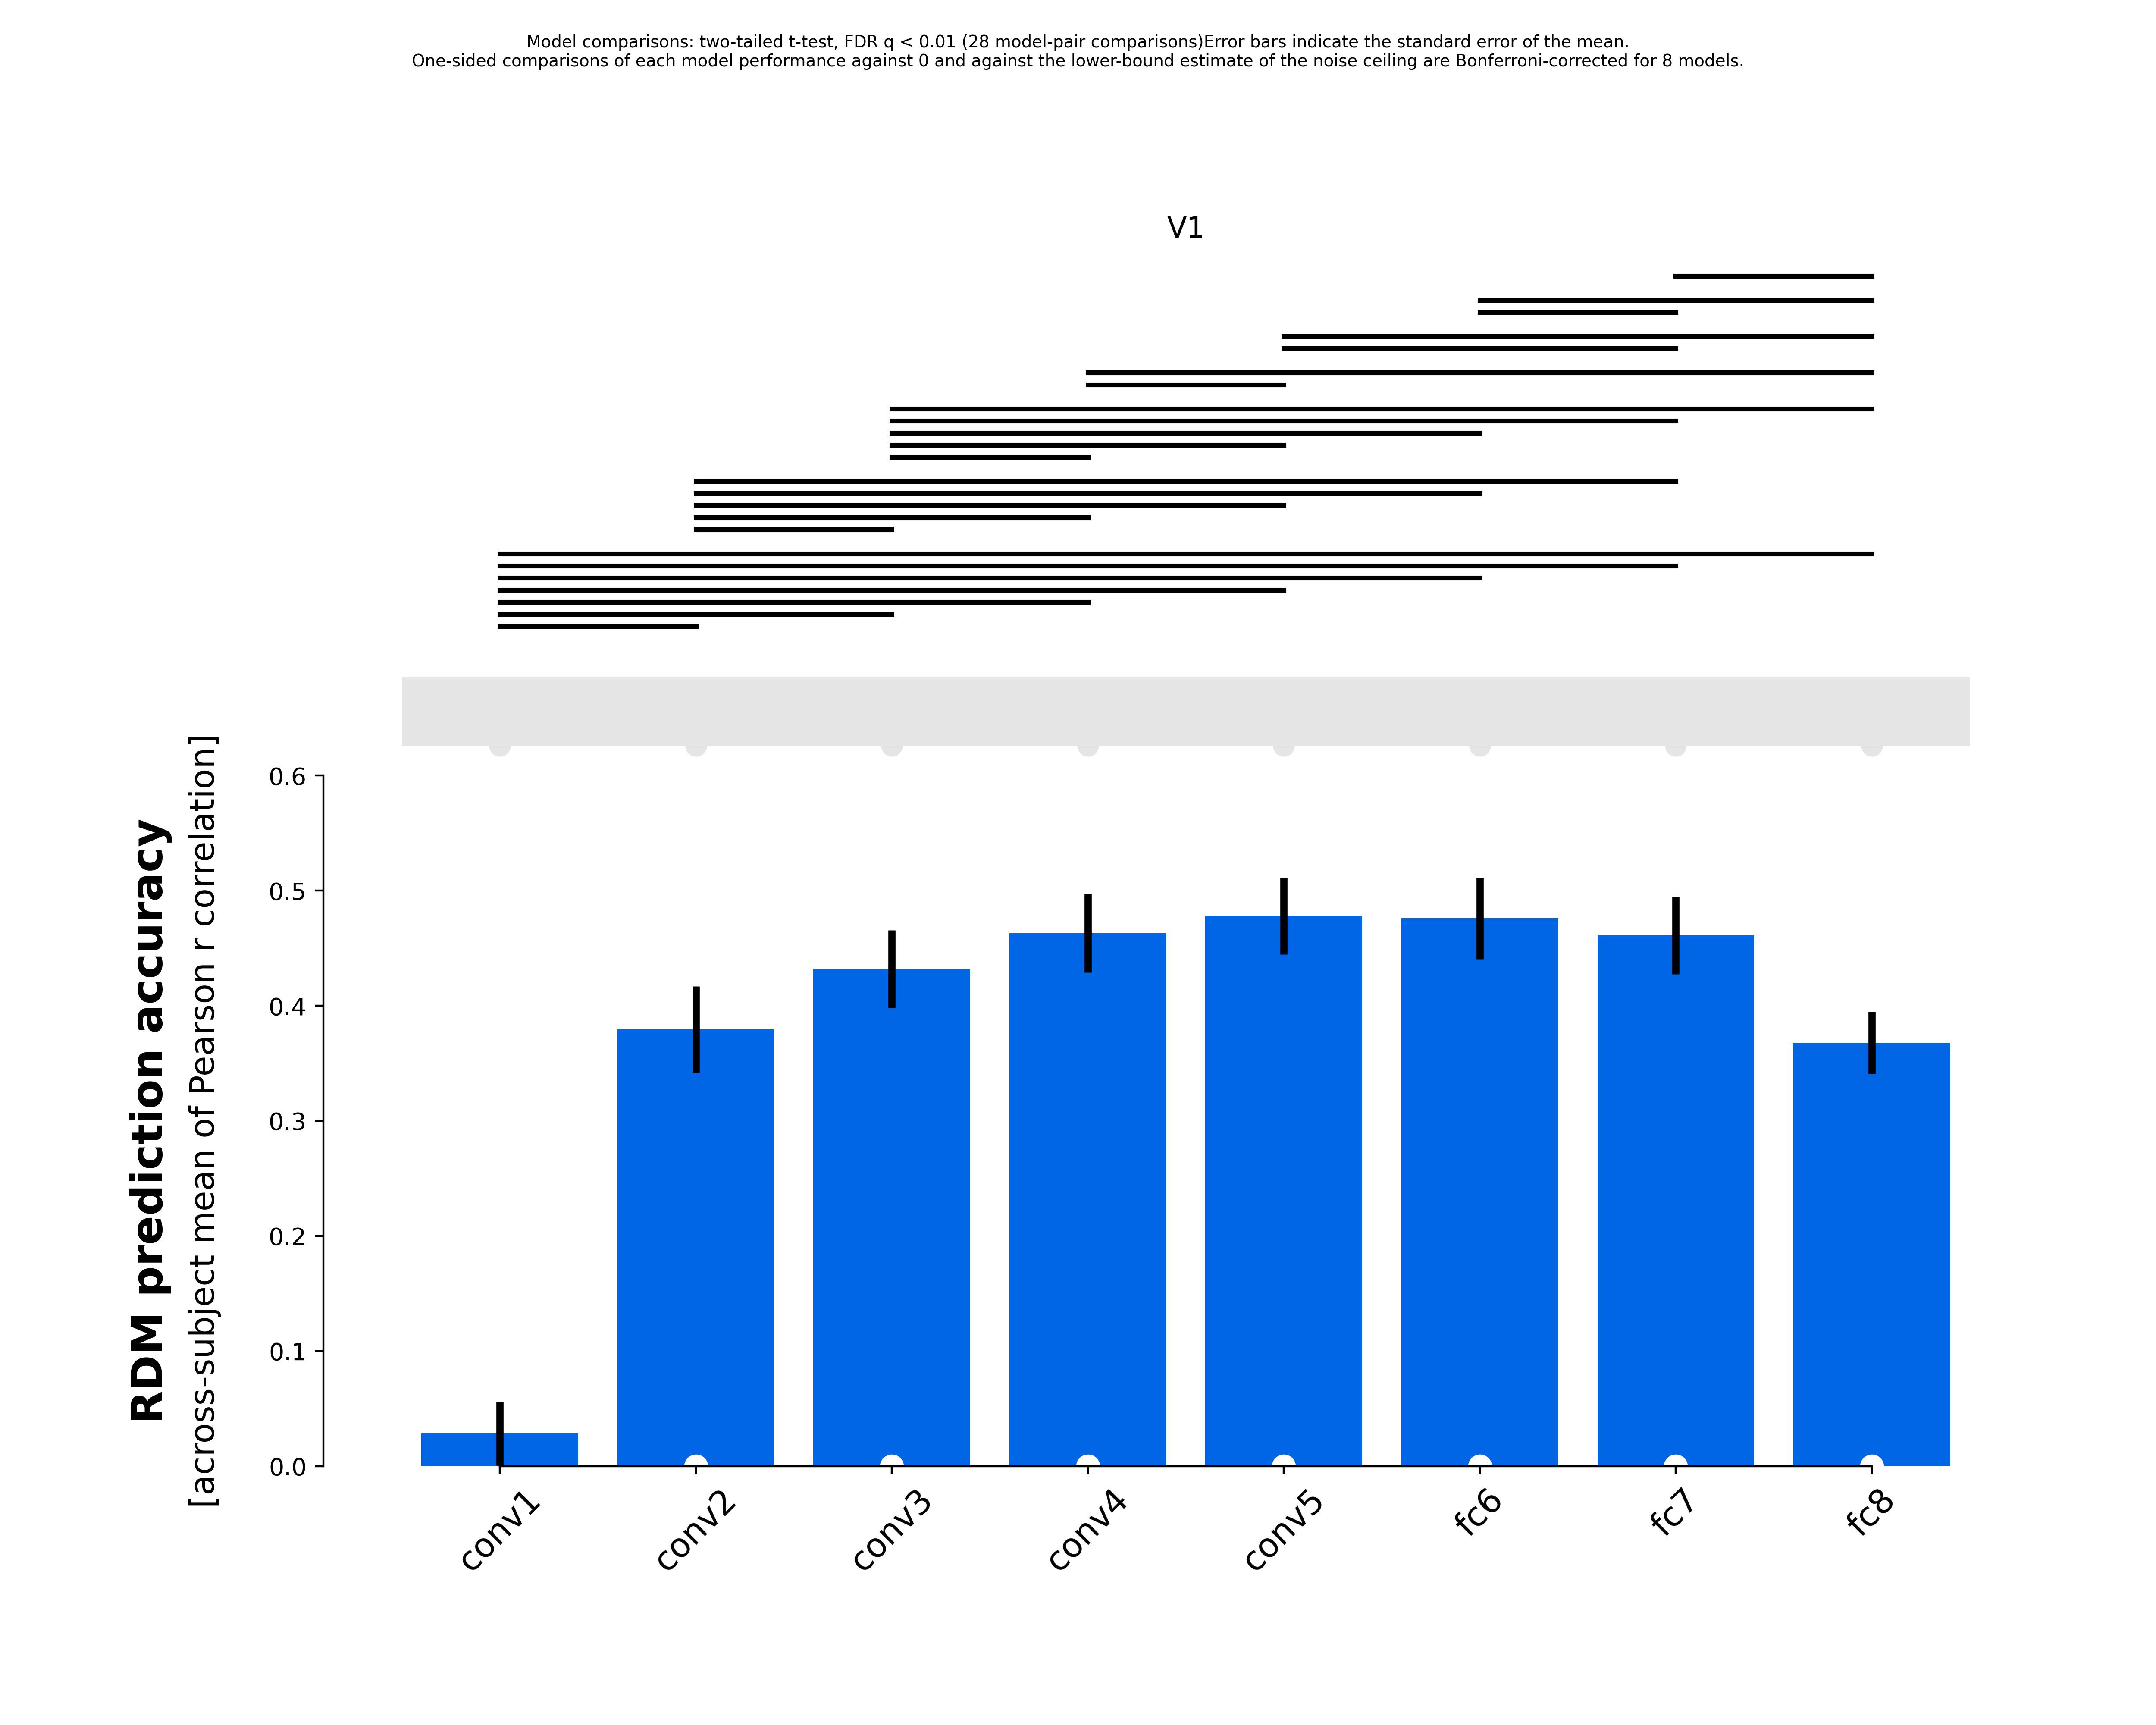 Model comparisons: two-tailed t-test, FDR q < 0.01 (28 model-pair comparisons)Error bars indicate the standard error of the mean.
One-sided comparisons of each model performance against 0 and against the lower-bound estimate of the noise ceiling are Bonferroni-corrected for 8 models.
V1
RDM prediction accuracy
[across-subject mean of Pearson r correlation]
0.6
0.5
0.4
0.3
0.2
0.1
0.0
conv1
conv2
conv3
conv4
conv5
fc6
fc7
fc8